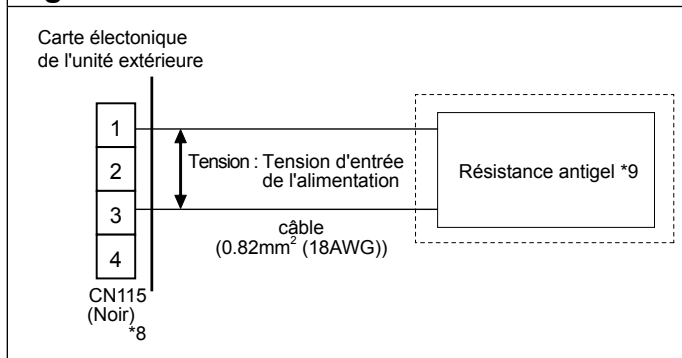 Carte électonique
de l'unité extérieure
1
2
3
4
Tension : Tension d'entrée
de l'alimentation
Résistance antigel *9
câble
(0.82mm² (18AWG))
CN115
(Noir)
*8